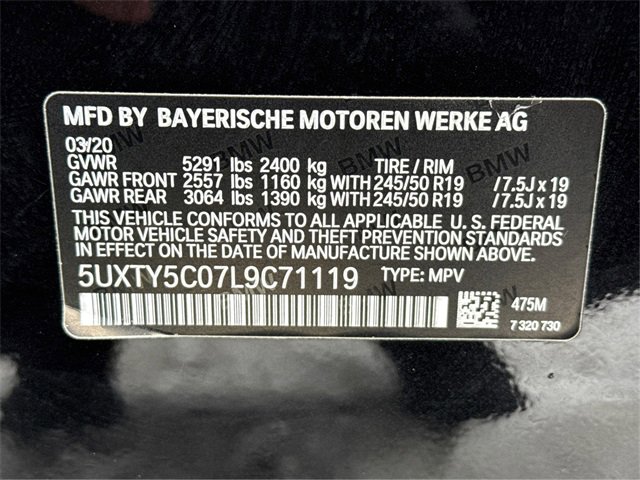 MFD BY BAYERISCHE MOTOREN WERKE AG
03/20
GVWR 5291 lbs 2400 kg TIRE / RIM
GAWR FRONT 2557 lbs 1160 kg WITH 245/50 R19 /7.5J x 19
GAWR REAR 3064 lbs 1390 kg WITH 245/50 R19 /7.5J x 19
THIS VEHICLE CONFORMS TO ALL APPLICABLE U. S. FEDERAL
MOTOR VEHICLE SAFETY AND THEFT PREVENTION STANDARDS
IN EFFECT ON THE DATE OF MANUFACTURE SHOWN ABOVE.
5UXTY5C07L9C71119 TYPE: MPV
475M
7 320 730